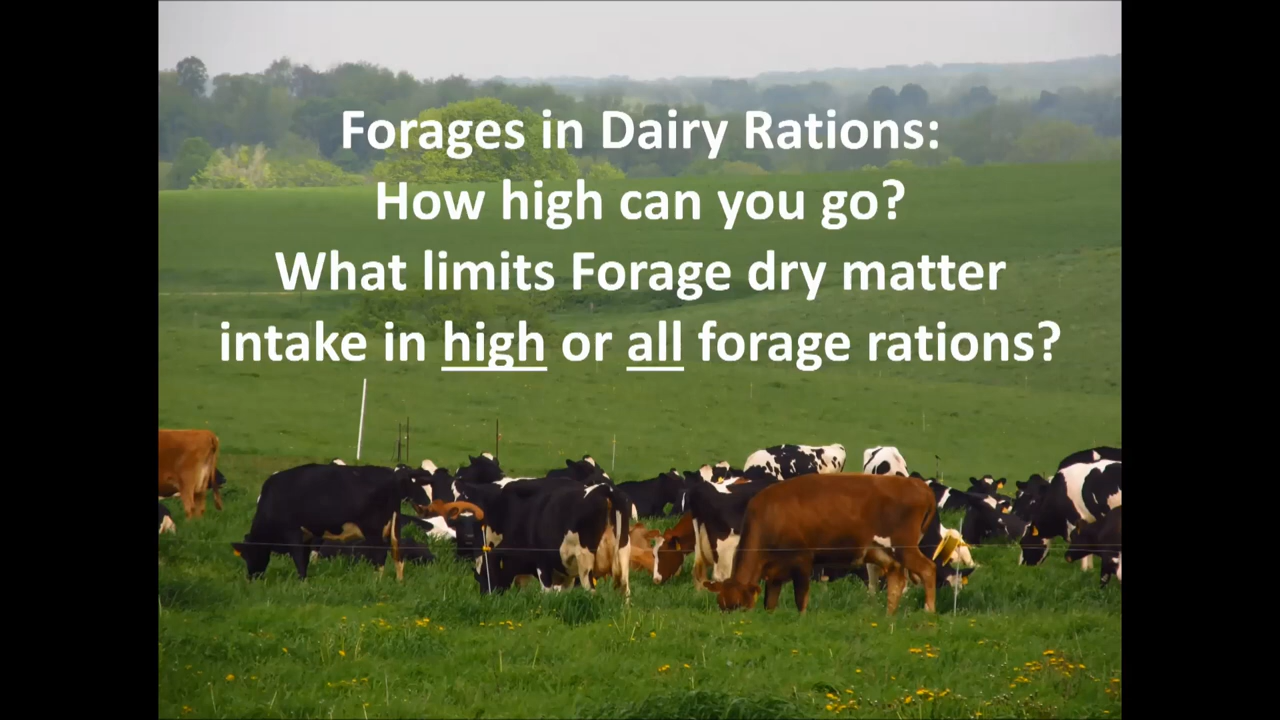 Forages in Dairy Rations:
How high can you go?
What limits Forage dry matter
intake in high or all forage rations?